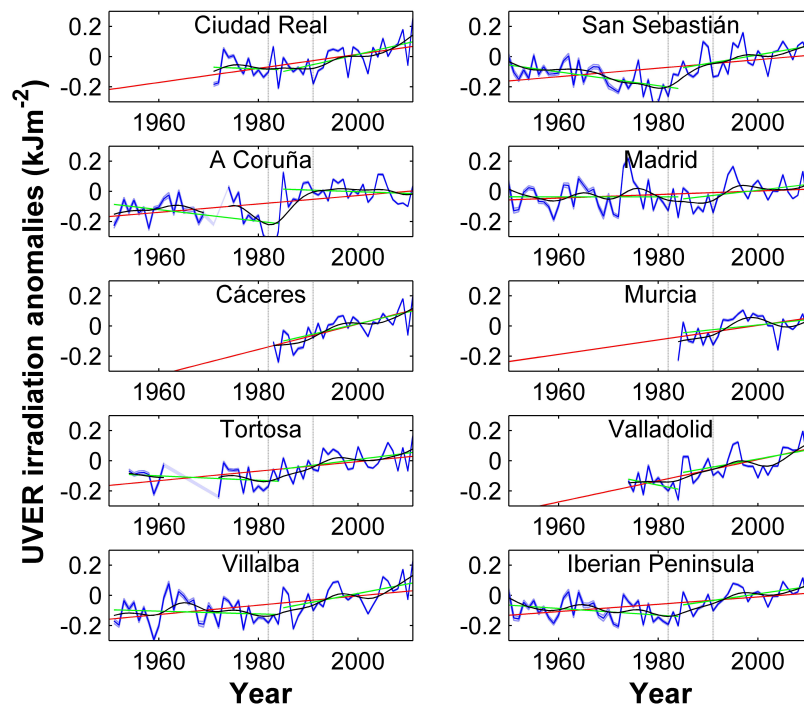 UVER irradiation anomalies (kJm⁻²)
Ciudad Real
0.2
0
-0.2
1960 1980 2000
San Sebastián
0.2
0
-0.2
1960 1980 2000
A Coruña
0.2
0
-0.2
1960 1980 2000
Madrid
0.2
0
-0.2
1960 1980 2000
Cáceres
0.2
0
-0.2
1960 1980 2000
Murcia
0.2
0
-0.2
1960 1980 2000
Tortosa
0.2
0
-0.2
1960 1980 2000
Valladolid
0.2
0
-0.2
1960 1980 2000
Villalba
0.2
0
-0.2
1960 1980 2000
Year
Iberian Peninsula
0.2
0
-0.2
1960 1980 2000
Year